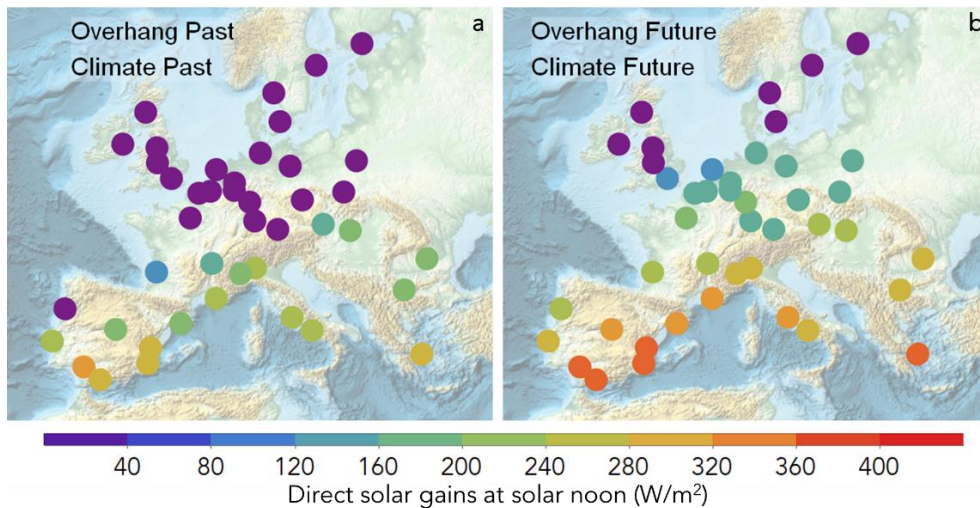 Overhang Past
Climate Past
a
Overhang Future
Climate Future
b
40 80 120 160 200 240 280 320 360 400
Direct solar gains at solar noon (W/m²)